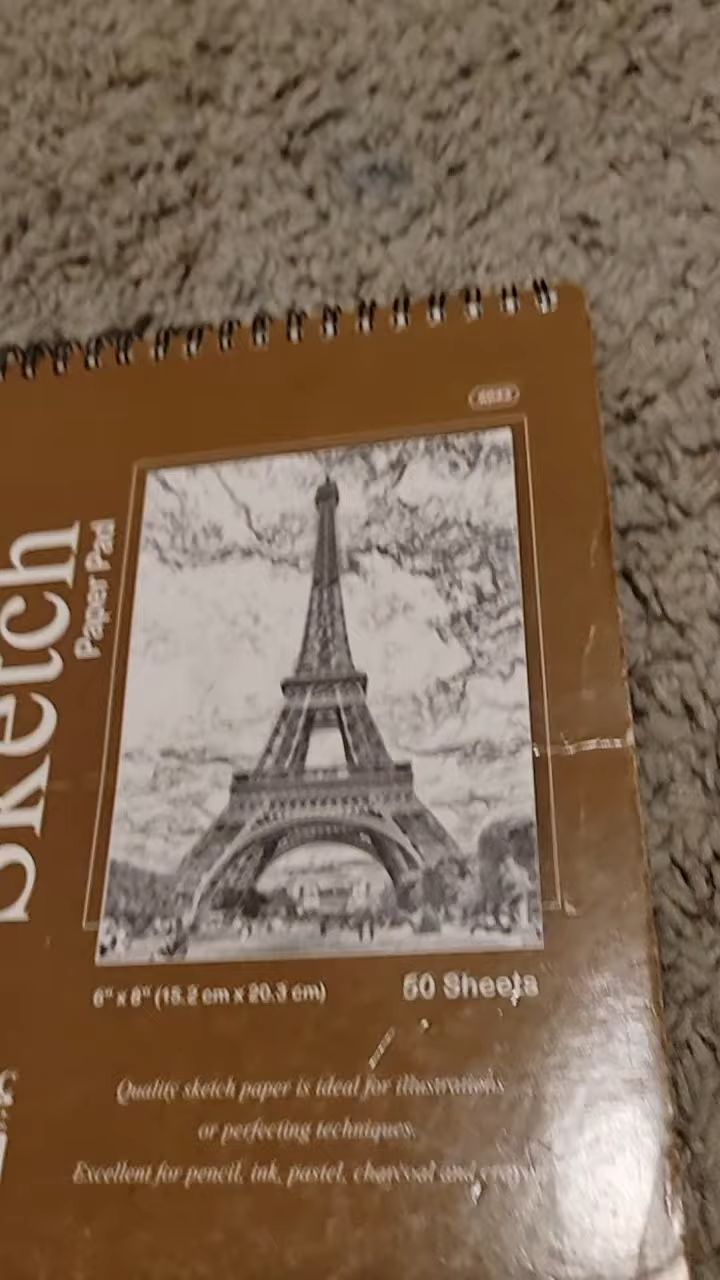 Sketch
Paper Pad
6" x 8" (15.2 cm x 20.3 cm)
50 Sheets
Quality sketch paper is ideal for illustrations
or perfecting techniques.
Excellent for pencil, ink, pastel, charcoal and